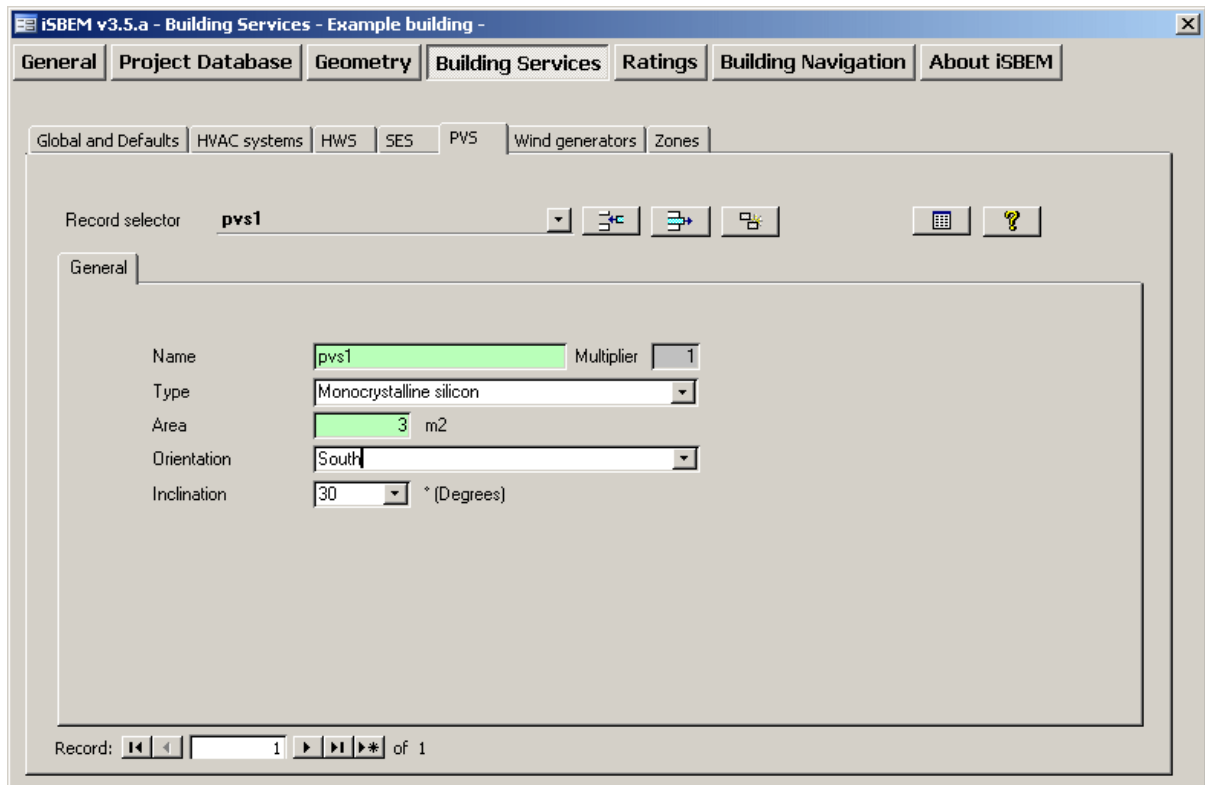 iSBEM v3.5.a - Building Services - Example building -
General Project Database Geometry Building Services Ratings Building Navigation About iSBEM
Global and Defaults HVAC systems HWS SES PVS Wind generators Zones
Record selector pvs1
General
Name pvs1 Multiplier 1
Type Monocrystalline silicon
Area 3 m2
Orientation South
Inclination 30 ° (Degrees)
Record: 1 of 1